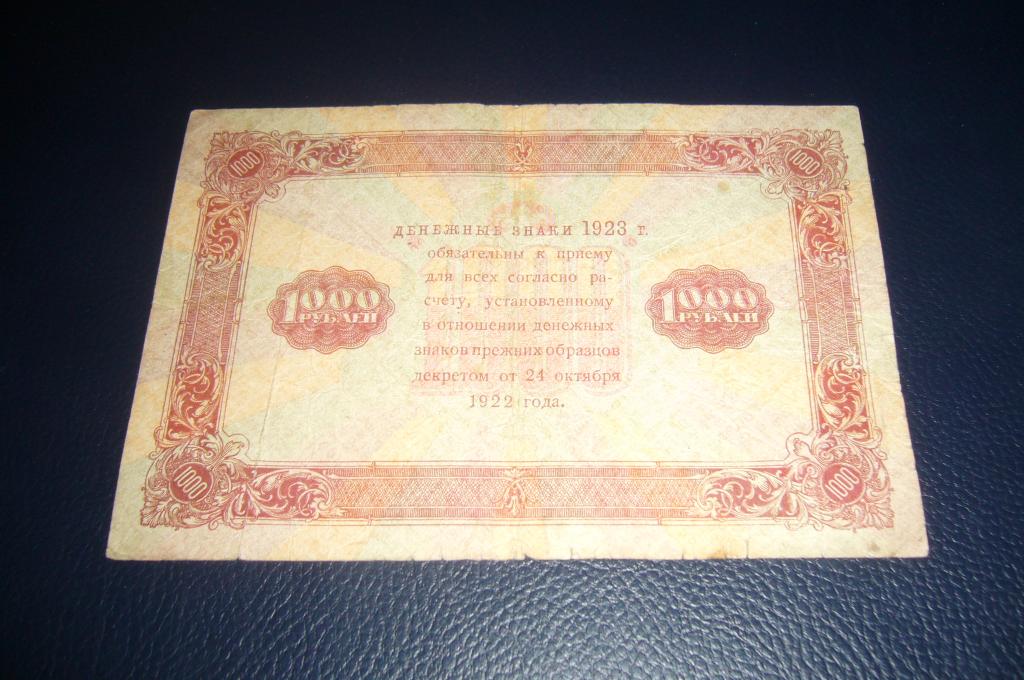 1000
1000
ДЕНЕЖНЫЕ ЗНАКИ 1923 Г.
обязательны к приему
для всех согласно ра-
счету, установленному
в отношении денежных
знаков прежних образцов
декретом от 24 октября
1922 года.
1000
РУБЛЕЙ
1000
РУБЛЕЙ
1000
1000